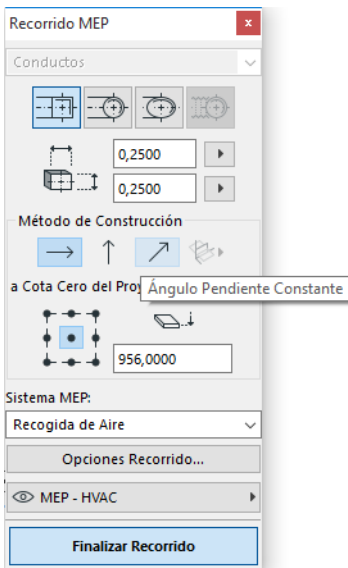 Recorrido MEP
x
Conductos
0,2500
0,2500
Método de Construcción
a Cota Cero del Proy
Ángulo Pendiente Constante
956,0000
Sistema MEP:
Recogida de Aire
Opciones Recorrido...
MEP - HVAC
Finalizar Recorrido